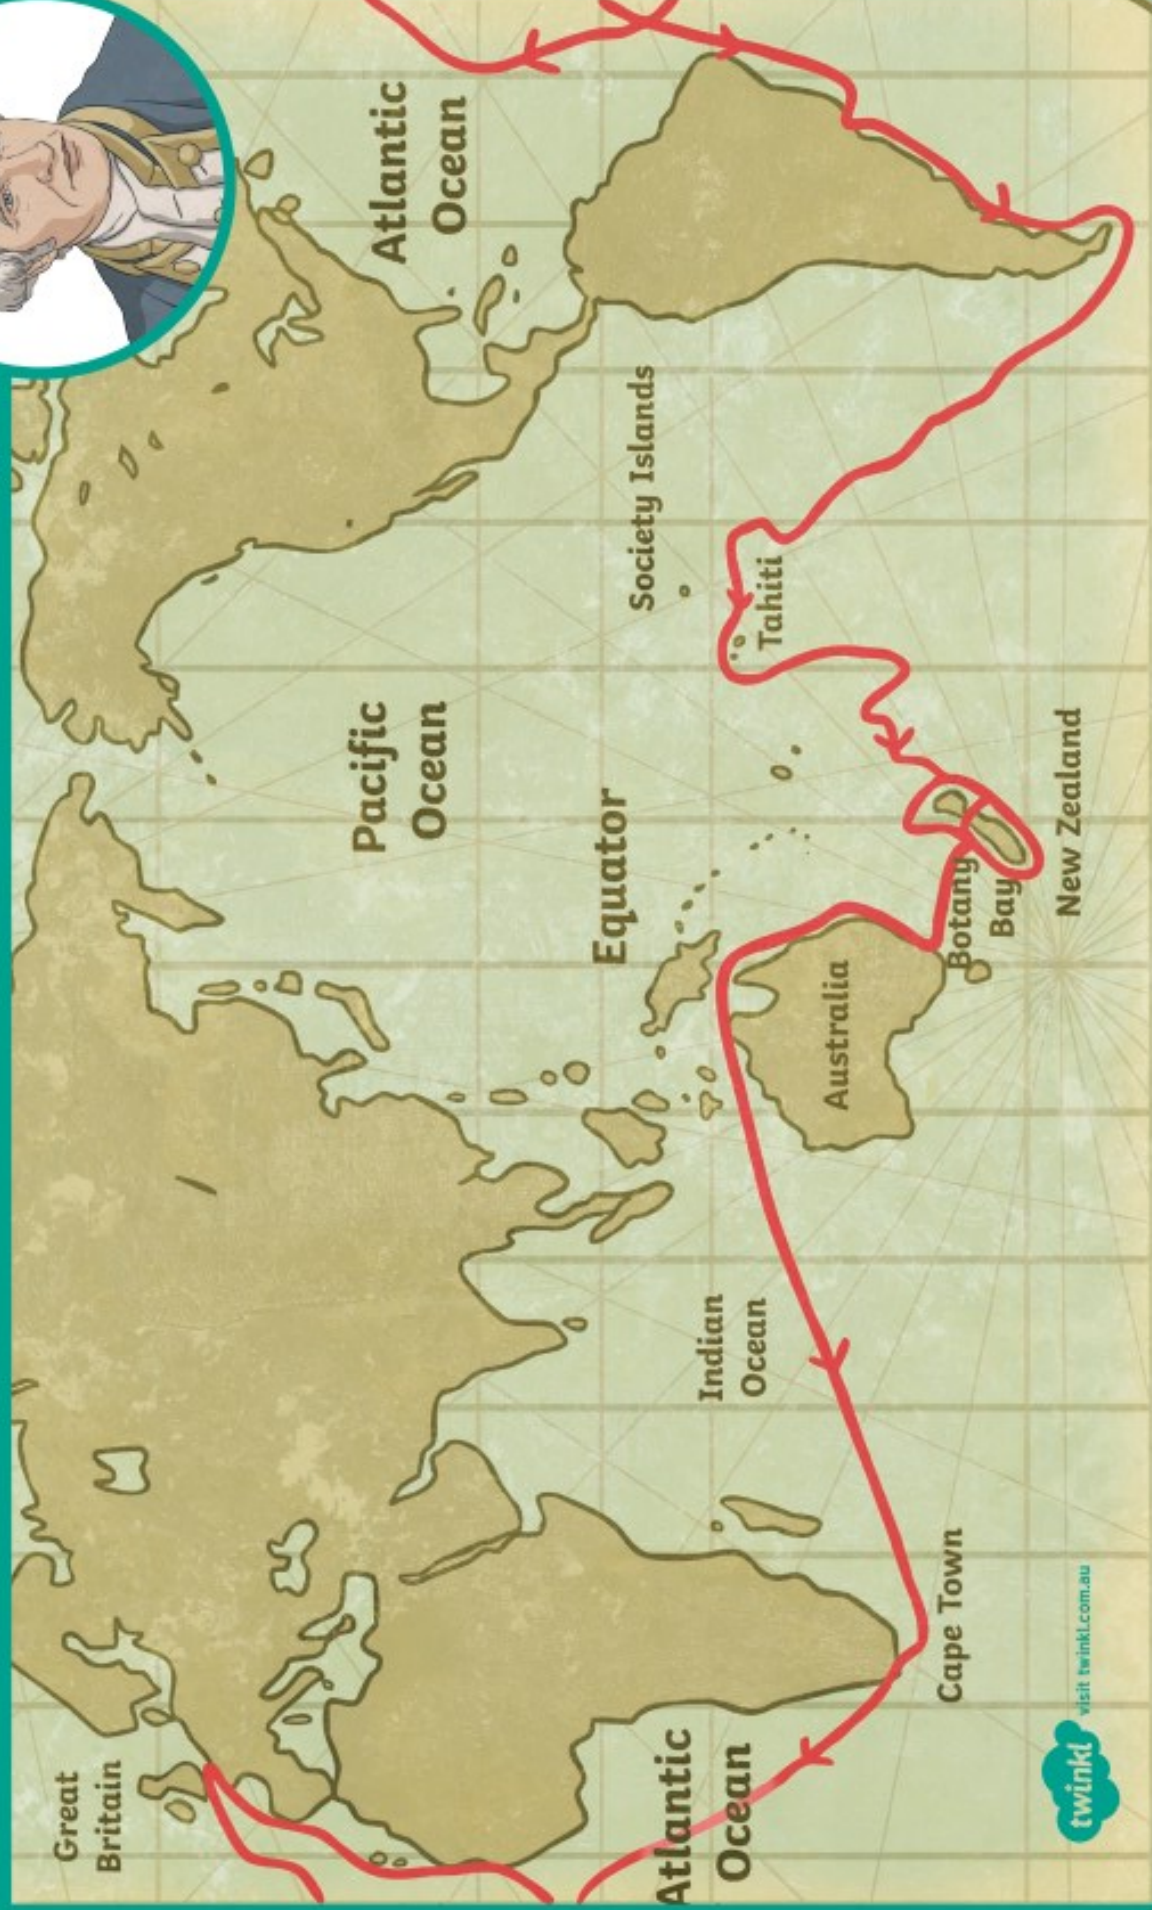 Great
Britain
Atlantic
Ocean
Cape Town
Indian
Ocean
Australia
Equator
Pacific
Ocean
Botany
Bay
New Zealand
Tahiti
Society Islands
Atlantic
Ocean
twinkl
visit twinkl.com.au